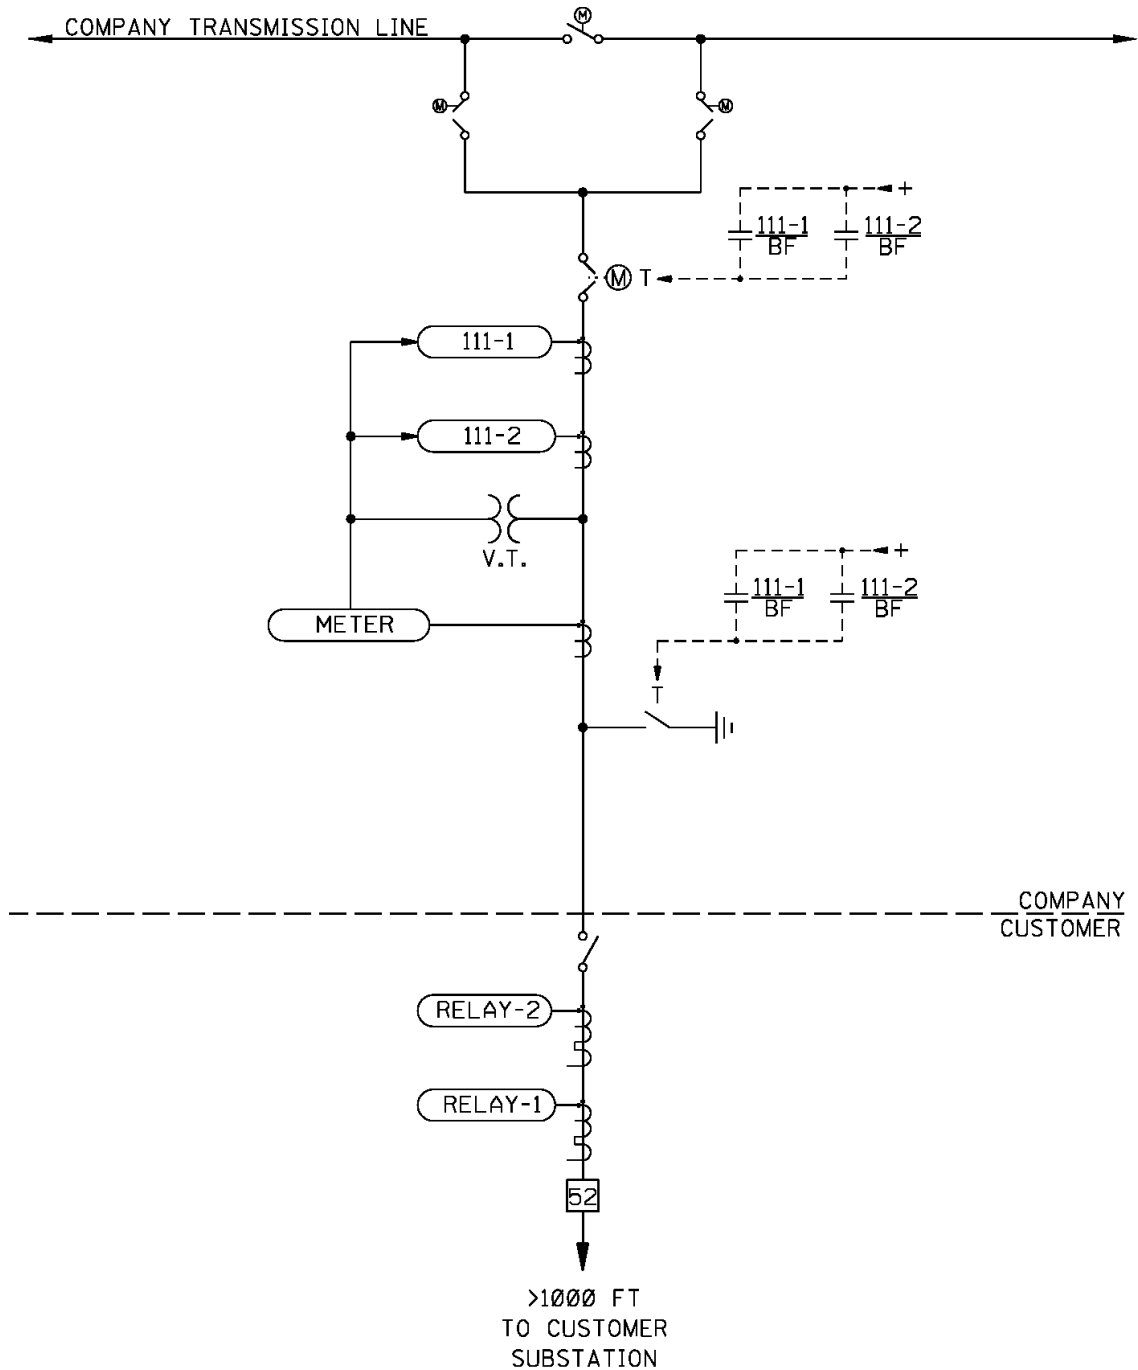 M
COMPANY TRANSMISSION LINE
M
M
+
111-1
BF
111-2
BF
M T
111-1
111-2
V.T.
+
111-1
BF
111-2
BF
METER
T
COMPANY
CUSTOMER
RELAY-2
RELAY-1
52
>1000 FT
TO CUSTOMER
SUBSTATION